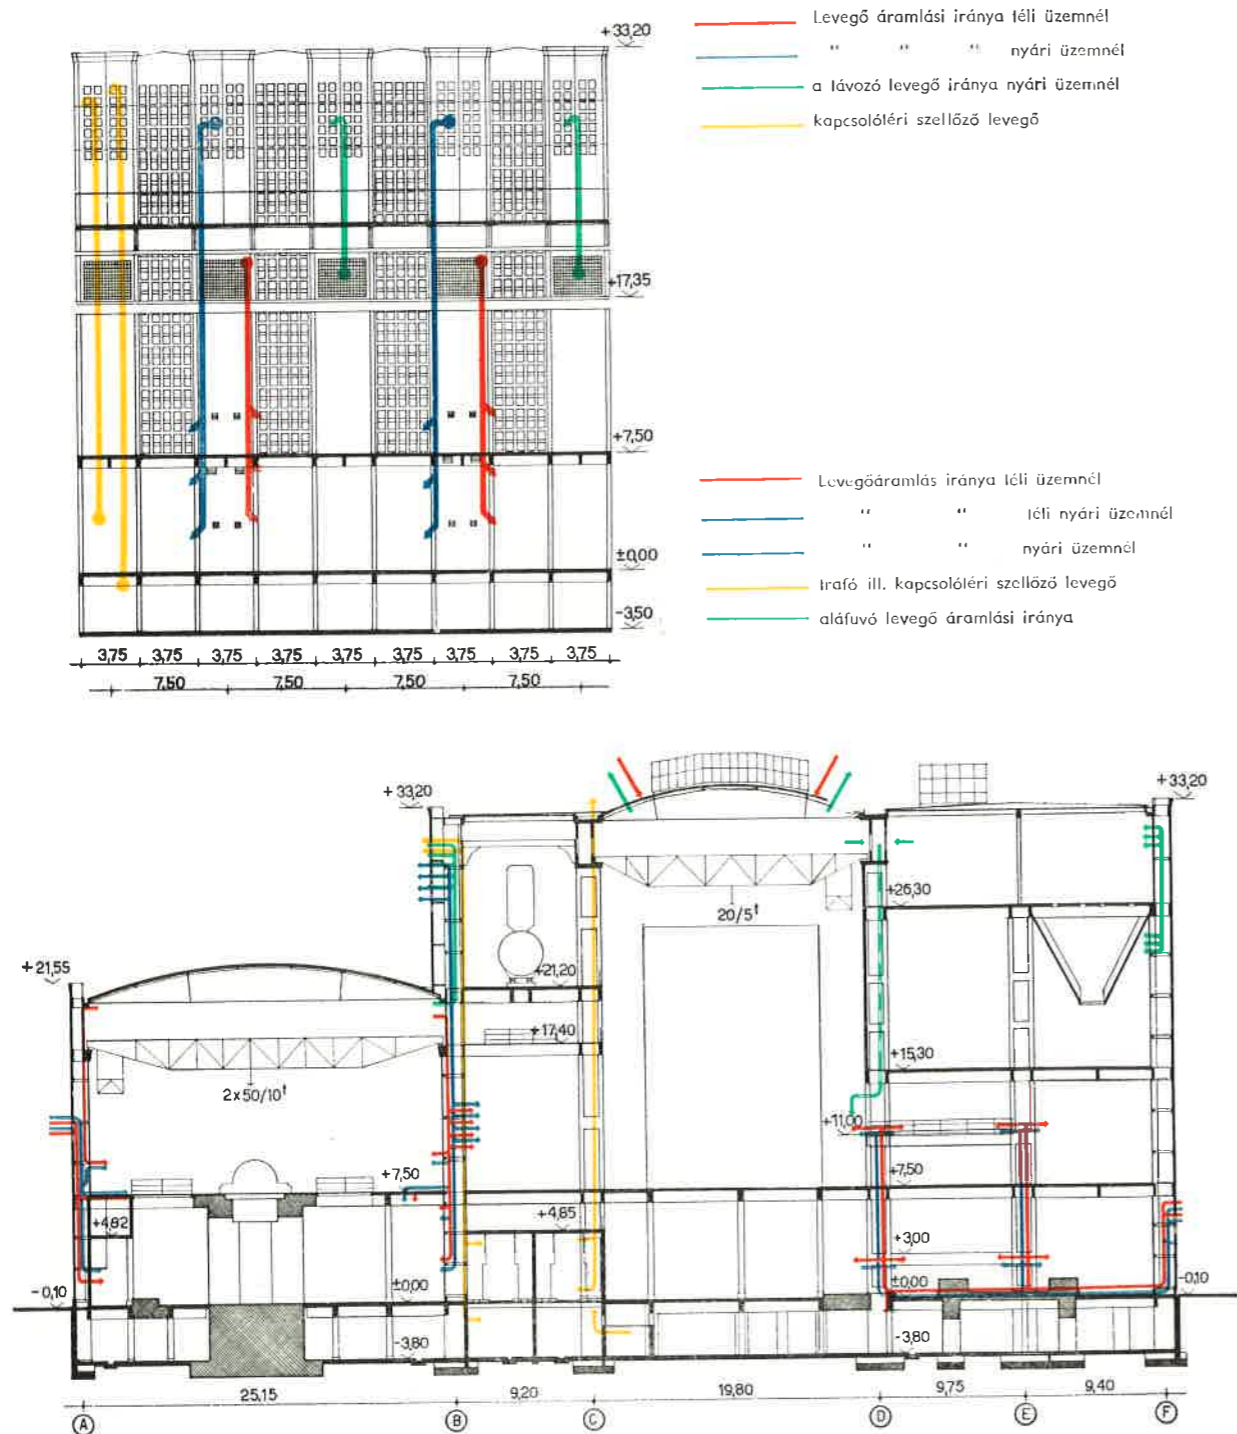 Levegő áramlási iránya téli üzemnél
" " " nyári üzemnél
a távozó levegő iránya nyári üzemnél
kapcsolótéri szellőző levegő
+33,20
+17,35
+7,50
±0,00
-3,50
3,75 3,75 3,75 3,75 3,75 3,75 3,75 3,75 3,75
7,50 7,50 7,50 7,50
Levegőáramlás iránya téli üzemnél
" " téli nyári üzemnél
" " nyári üzemnél
trafó ill. kapcsolótéri szellőző levegő
aláfuvó levegő áramlási iránya
+33,20 +33,20
20/5t
+26,30
+21,55
+21,20
+17,40
+15,30
2x50/10t
+11,00
+7,50 +7,50
+4,82 +4,85
+3,00
-0,10 ±0,00 ±0,00 -0,10
-3,80 -3,80
25,15 9,20 19,80 9,75 9,40
A B C D E F